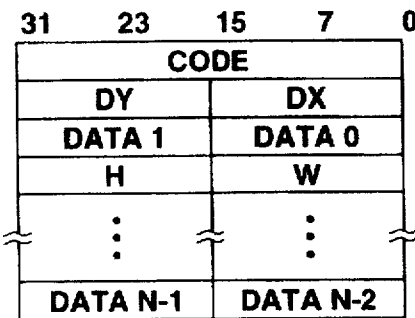 31 23 15 7 0
CODE
DY DX
DATA 1 DATA 0
H W
DATA N-1 DATA N-2